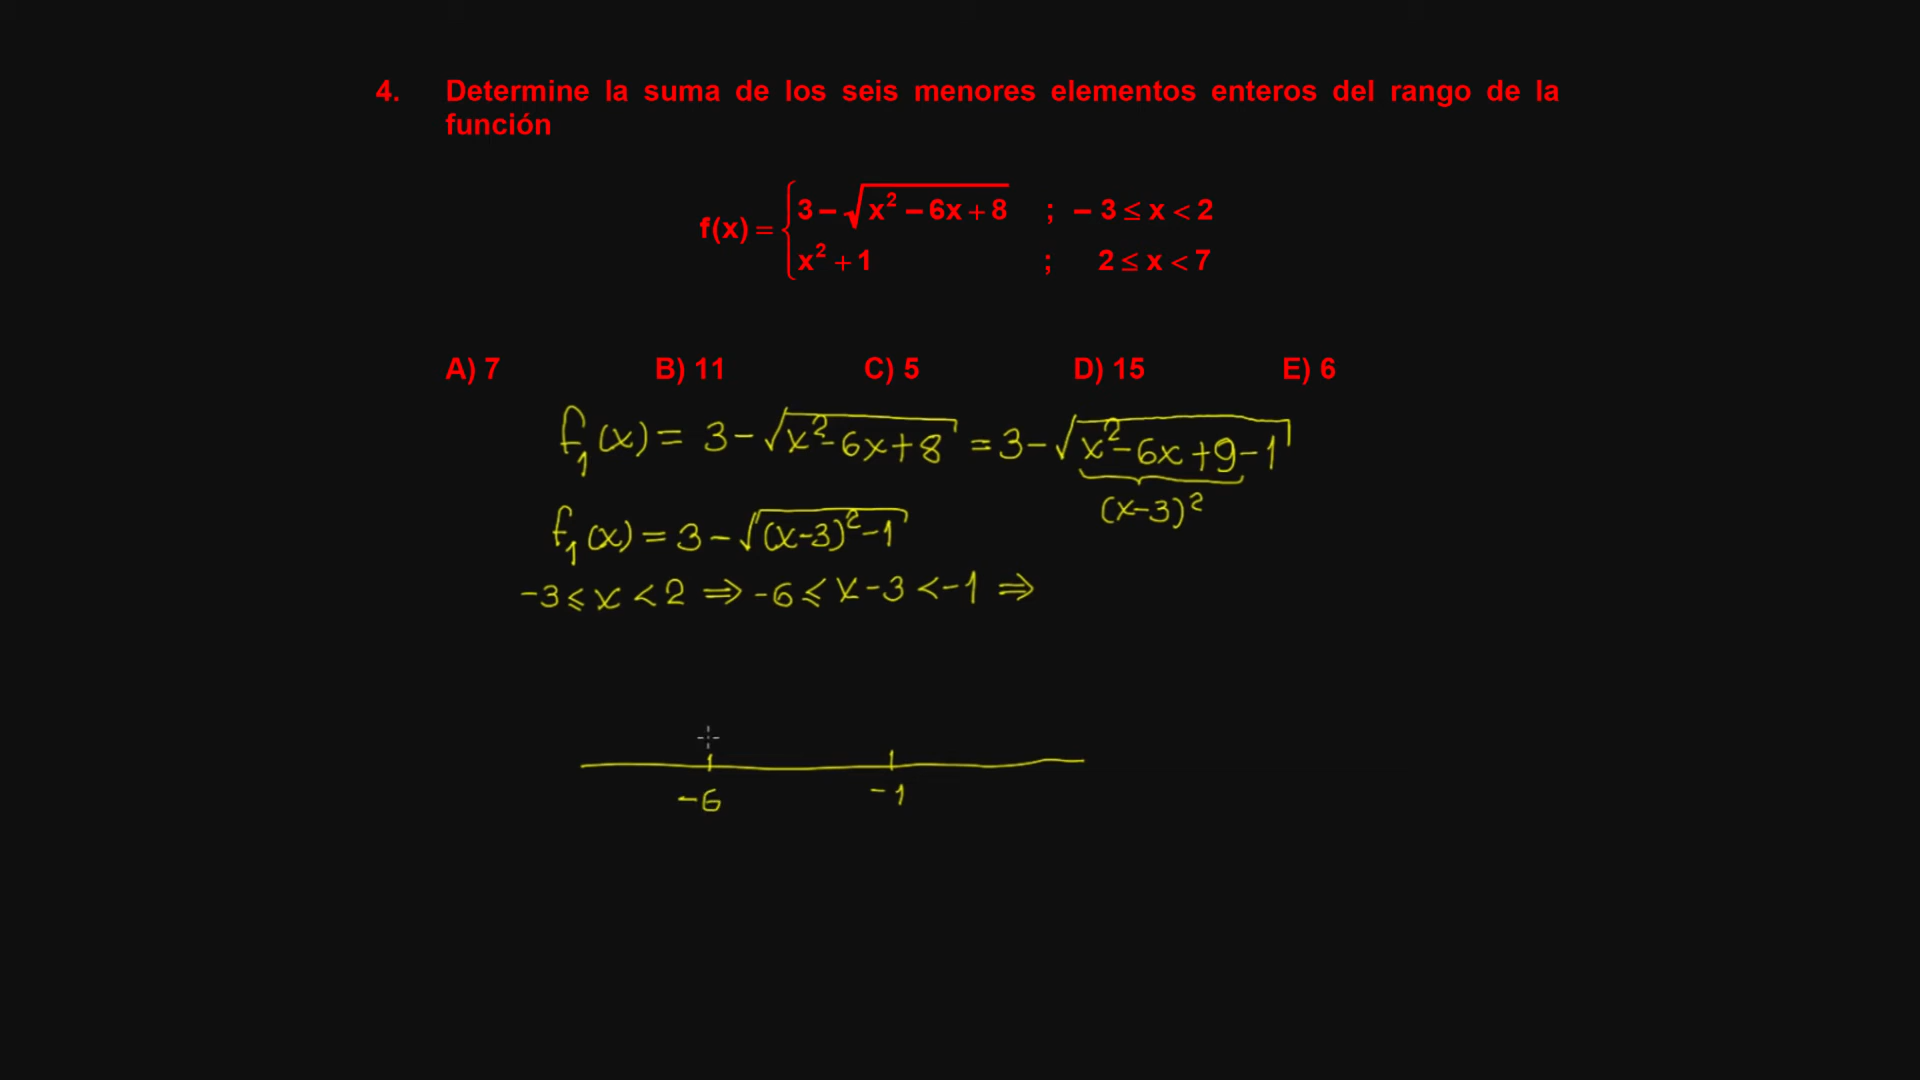 4. Determine la suma de los seis menores elementos enteros del rango de la
función
f(x) = { 3 − √(x² − 6x + 8) ; − 3 ≤ x < 2
x² + 1 ; 2 ≤ x < 7
A) 7 B) 11 C) 5 D) 15 E) 6
f₁(x) = 3 − √(x² − 6x + 8) = 3 − √(x² − 6x + 9 − 1)
(x − 3)²
f₁(x) = 3 − √((x − 3)² − 1)
−3 ≤ x < 2 ⇒ −6 ≤ x − 3 < −1 ⇒
−6 −1